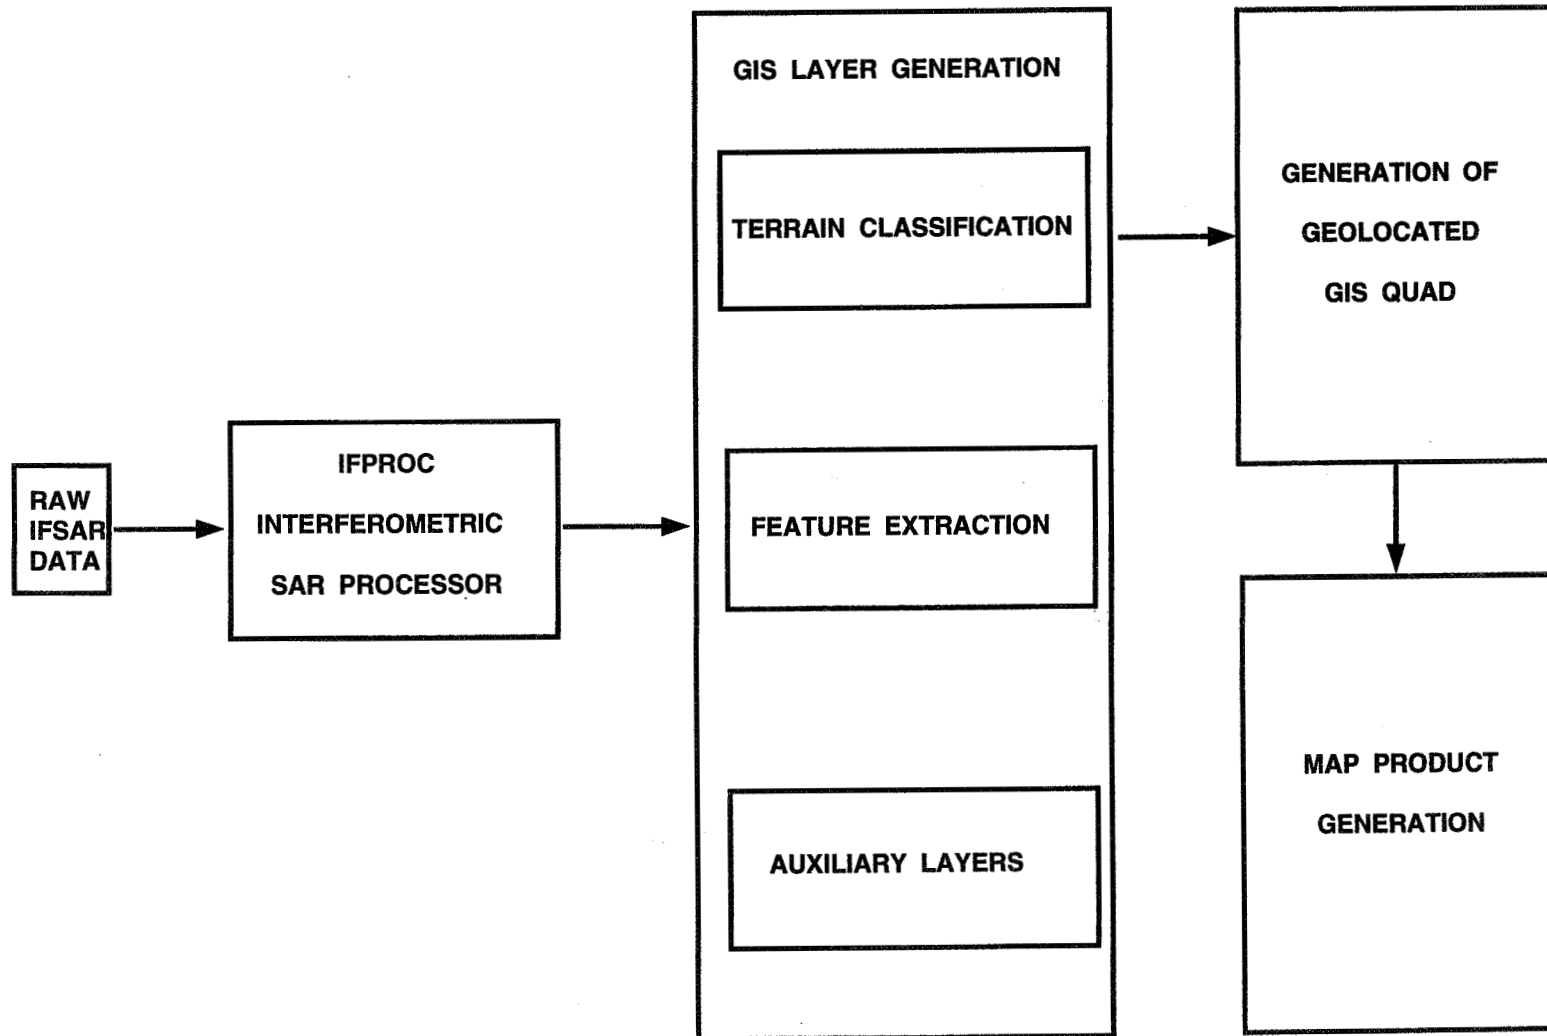 RAW
IFSAR
DATA
IFPROC
INTERFEROMETRIC
SAR PROCESSOR
GIS LAYER GENERATION
TERRAIN CLASSIFICATION
FEATURE EXTRACTION
AUXILIARY LAYERS
GENERATION OF
GEOLOCATED
GIS QUAD
MAP PRODUCT
GENERATION